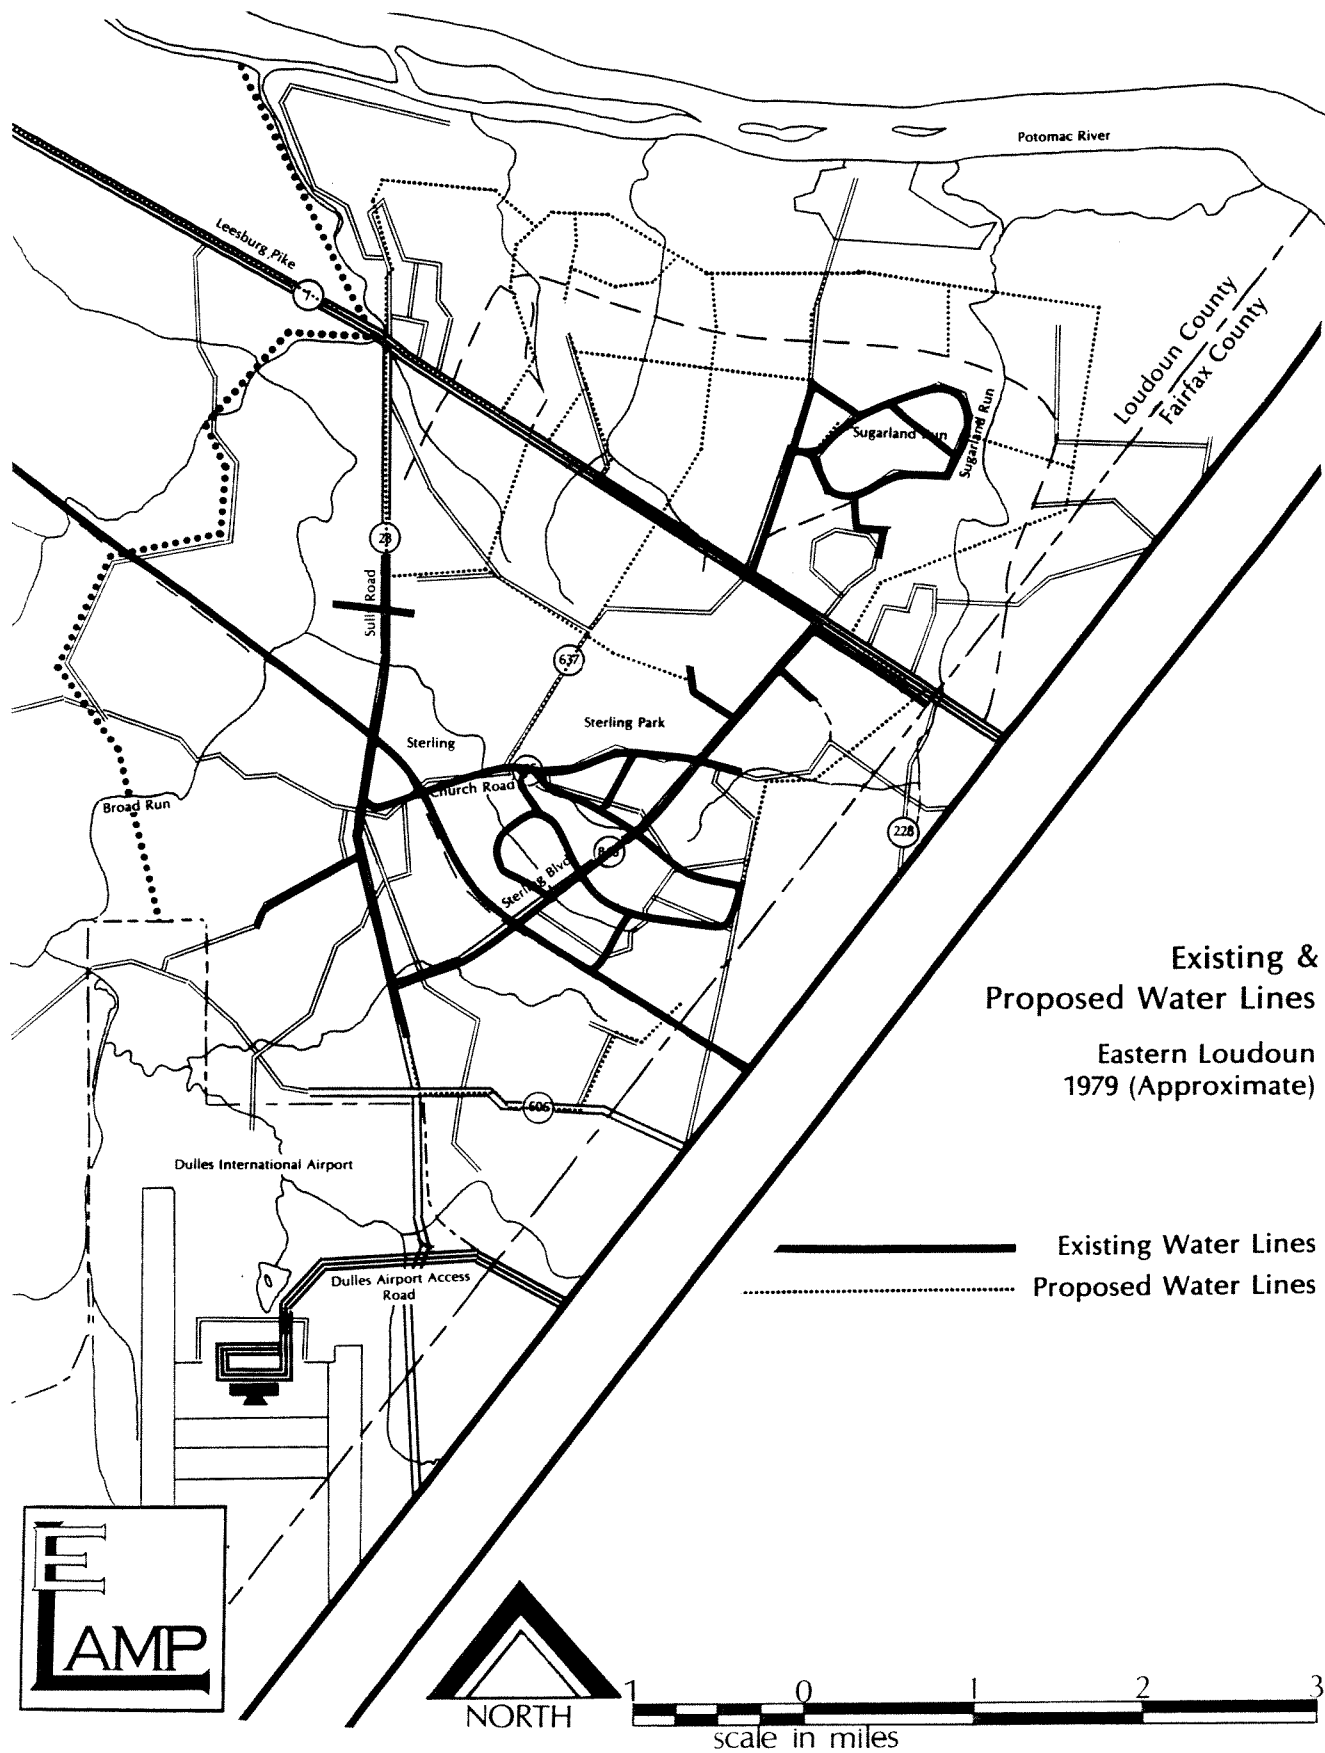 Potomac River
Leesburg Pike
7
Loudoun County
Fairfax County
Sugarland Run
Sugarland Run
28
Sully Road
637
Sterling Park
Sterling
Church Road
Broad Run
Sterling Blvd
228
Existing &
Proposed Water Lines
Eastern Loudoun
1979 (Approximate)
606
Dulles International Airport
Existing Water Lines
Proposed Water Lines
Dulles Airport Access
Road
E
LAMP
NORTH
1 0 1 2 3
scale in miles